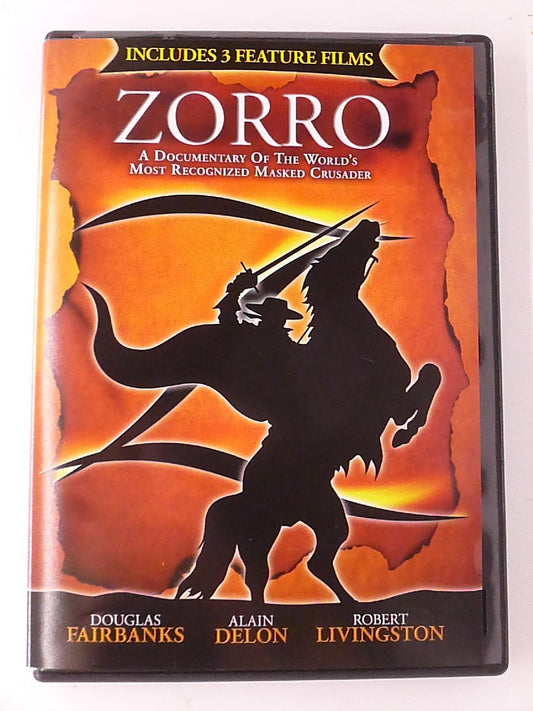 INCLUDES 3 FEATURE FILMS
ZORRO
A DOCUMENTARY OF THE WORLD'S
MOST RECOGNIZED MASKED CRUSADER
DOUGLAS FAIRBANKS
ALAIN DELON
ROBERT LIVINGSTON